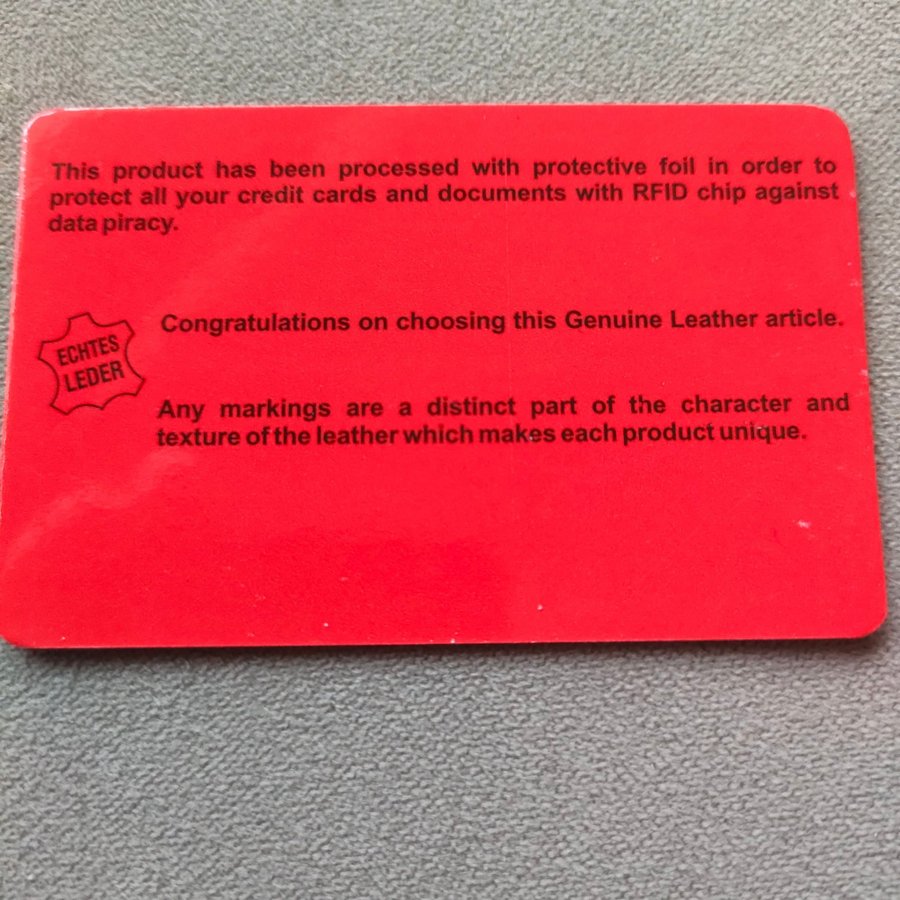 This product has been processed with protective foil in order to
protect all your credit cards and documents with RFID chip against
data piracy.
Congratulations on choosing this Genuine Leather article.
ECHTES
LEDER
Any markings are a distinct part of the character and
texture of the leather which makes each product unique.